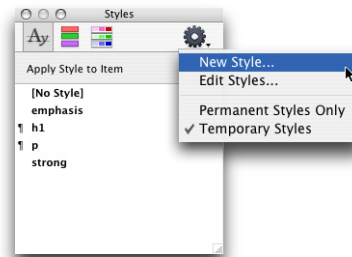 Styles
Ay
New Style...
Edit Styles...
Permanent Styles Only
✓ Temporary Styles
Apply Style to Item
[No Style]
emphasis
¶ h1
¶ p
strong